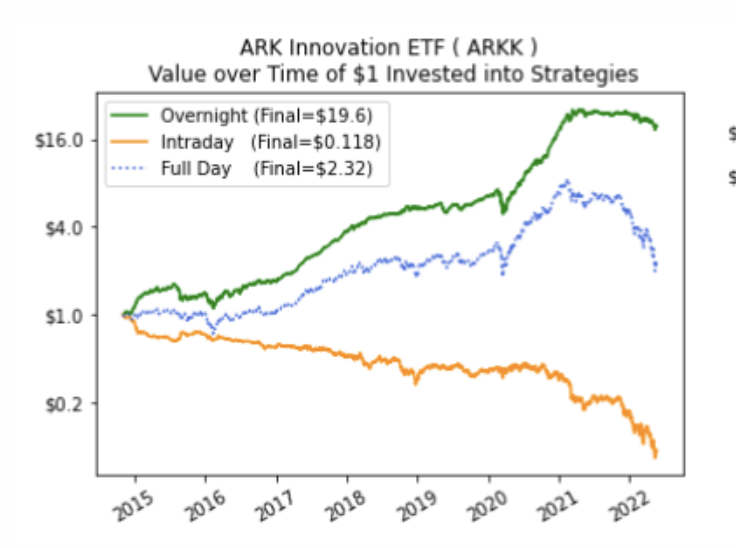 ARK Innovation ETF ( ARKK )
Value over Time of $1 Invested into Strategies
Overnight (Final=$19.6)
Intraday (Final=$0.118)
Full Day (Final=$2.32)
$16.0
$4.0
$1.0
$0.2
2015 2016 2017 2018 2019 2020 2021 2022
$
$